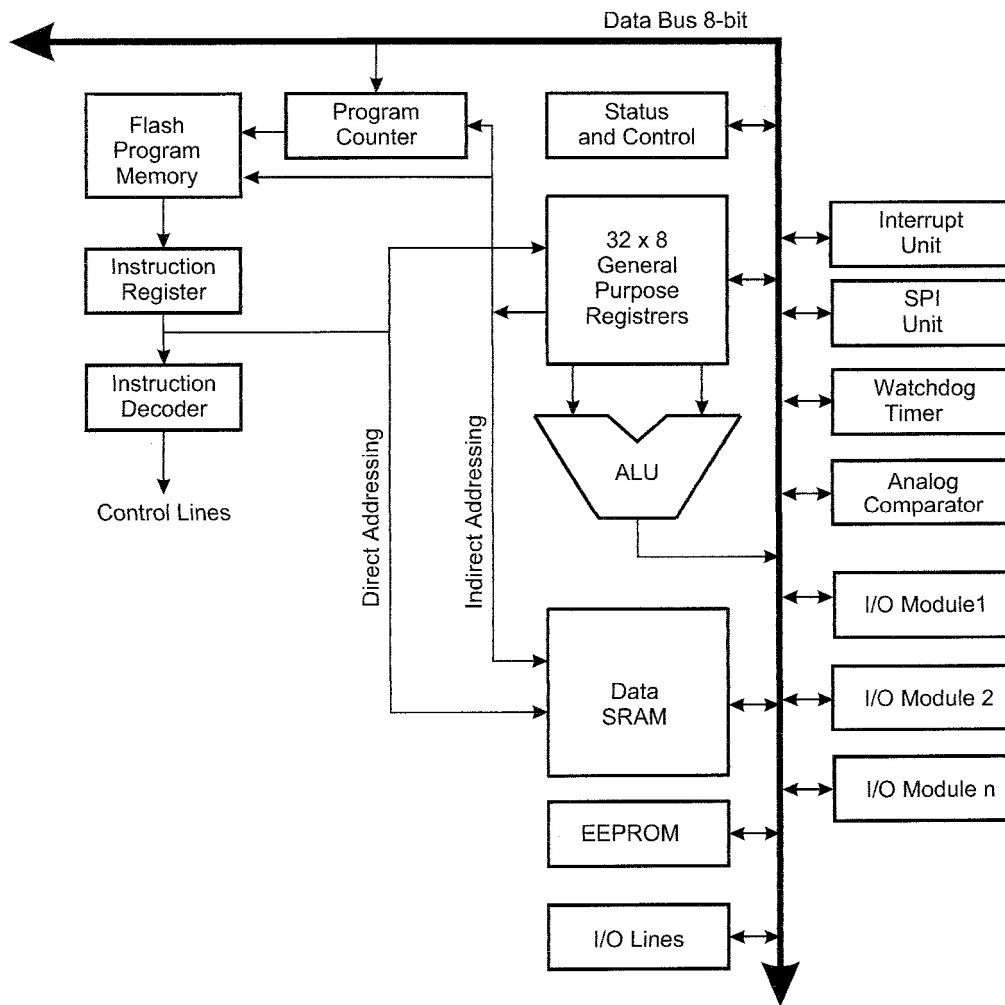 Data Bus 8-bit
Flash
Program
Memory
Program
Counter
Status
and Control
Instruction
Register
32 x 8
General
Purpose
Registrers
Interrupt
Unit
SPI
Unit
Instruction
Decoder
Watchdog
Timer
Control Lines
Direct Addressing
Indirect Addressing
ALU
Analog
Comparator
I/O Module1
Data
SRAM
I/O Module 2
I/O Module n
EEPROM
I/O Lines